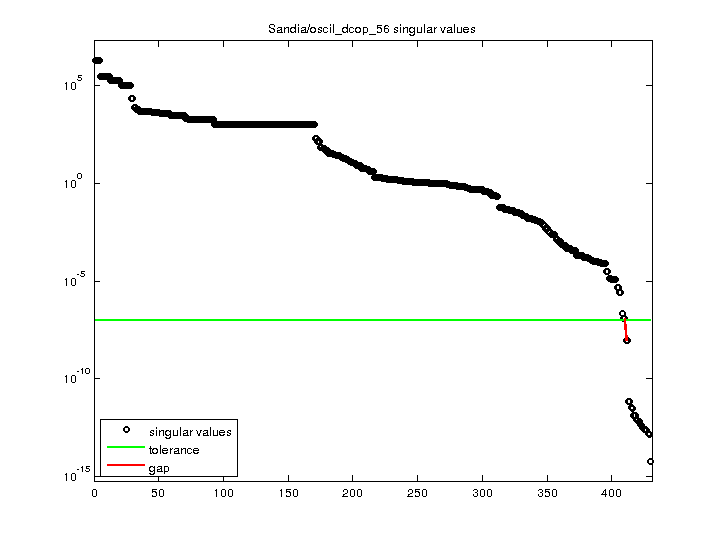 Sandia/oscil_dcop_56 singular values
10^5
10^0
10^-5
10^-10
10^-15
singular values
tolerance
gap
0 50 100 150 200 250 300 350 400